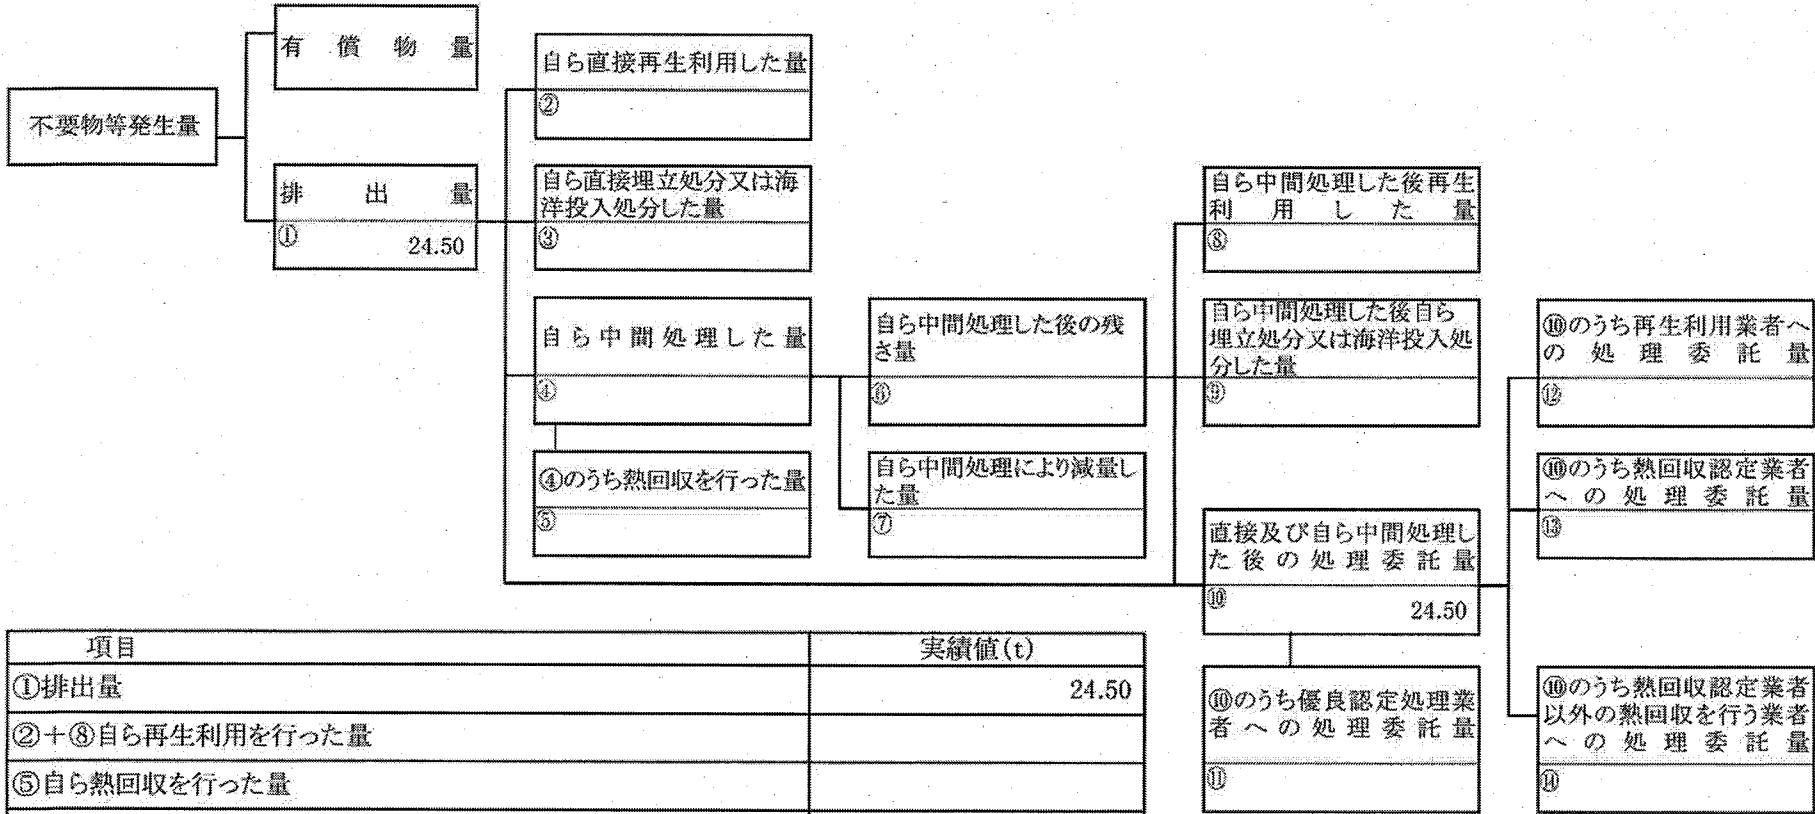 不要物等発生量
有償物量
排出量
①
24.50
自ら直接再生利用した量
②
自ら直接埋立処分又は海
洋投入処分した量
③
自ら中間処理した量
④
④のうち熱回収を行った量
⑤
自ら中間処理した後の残
さ量
⑥
自ら中間処理により減量し
た量
⑦
自ら中間処理した後再生
利用した量
⑧
自ら中間処理した後自ら
埋立処分又は海洋投入処
分した量
⑨
直接及び自ら中間処理し
た後の処理委託量
⑩
24.50
⑩のうち優良認定処理業
者への処理委託量
⑪
⑩のうち再生利用業者へ
の処理委託量
⑫
⑩のうち熱回収認定業者
への処理委託量
⑬
⑩のうち熱回収認定業者
以外の熱回収を行う業者
への処理委託量
⑭
項目 実績値(t)
①排出量 24.50
②+⑧自ら再生利用を行った量
⑤自ら熱回収を行った量